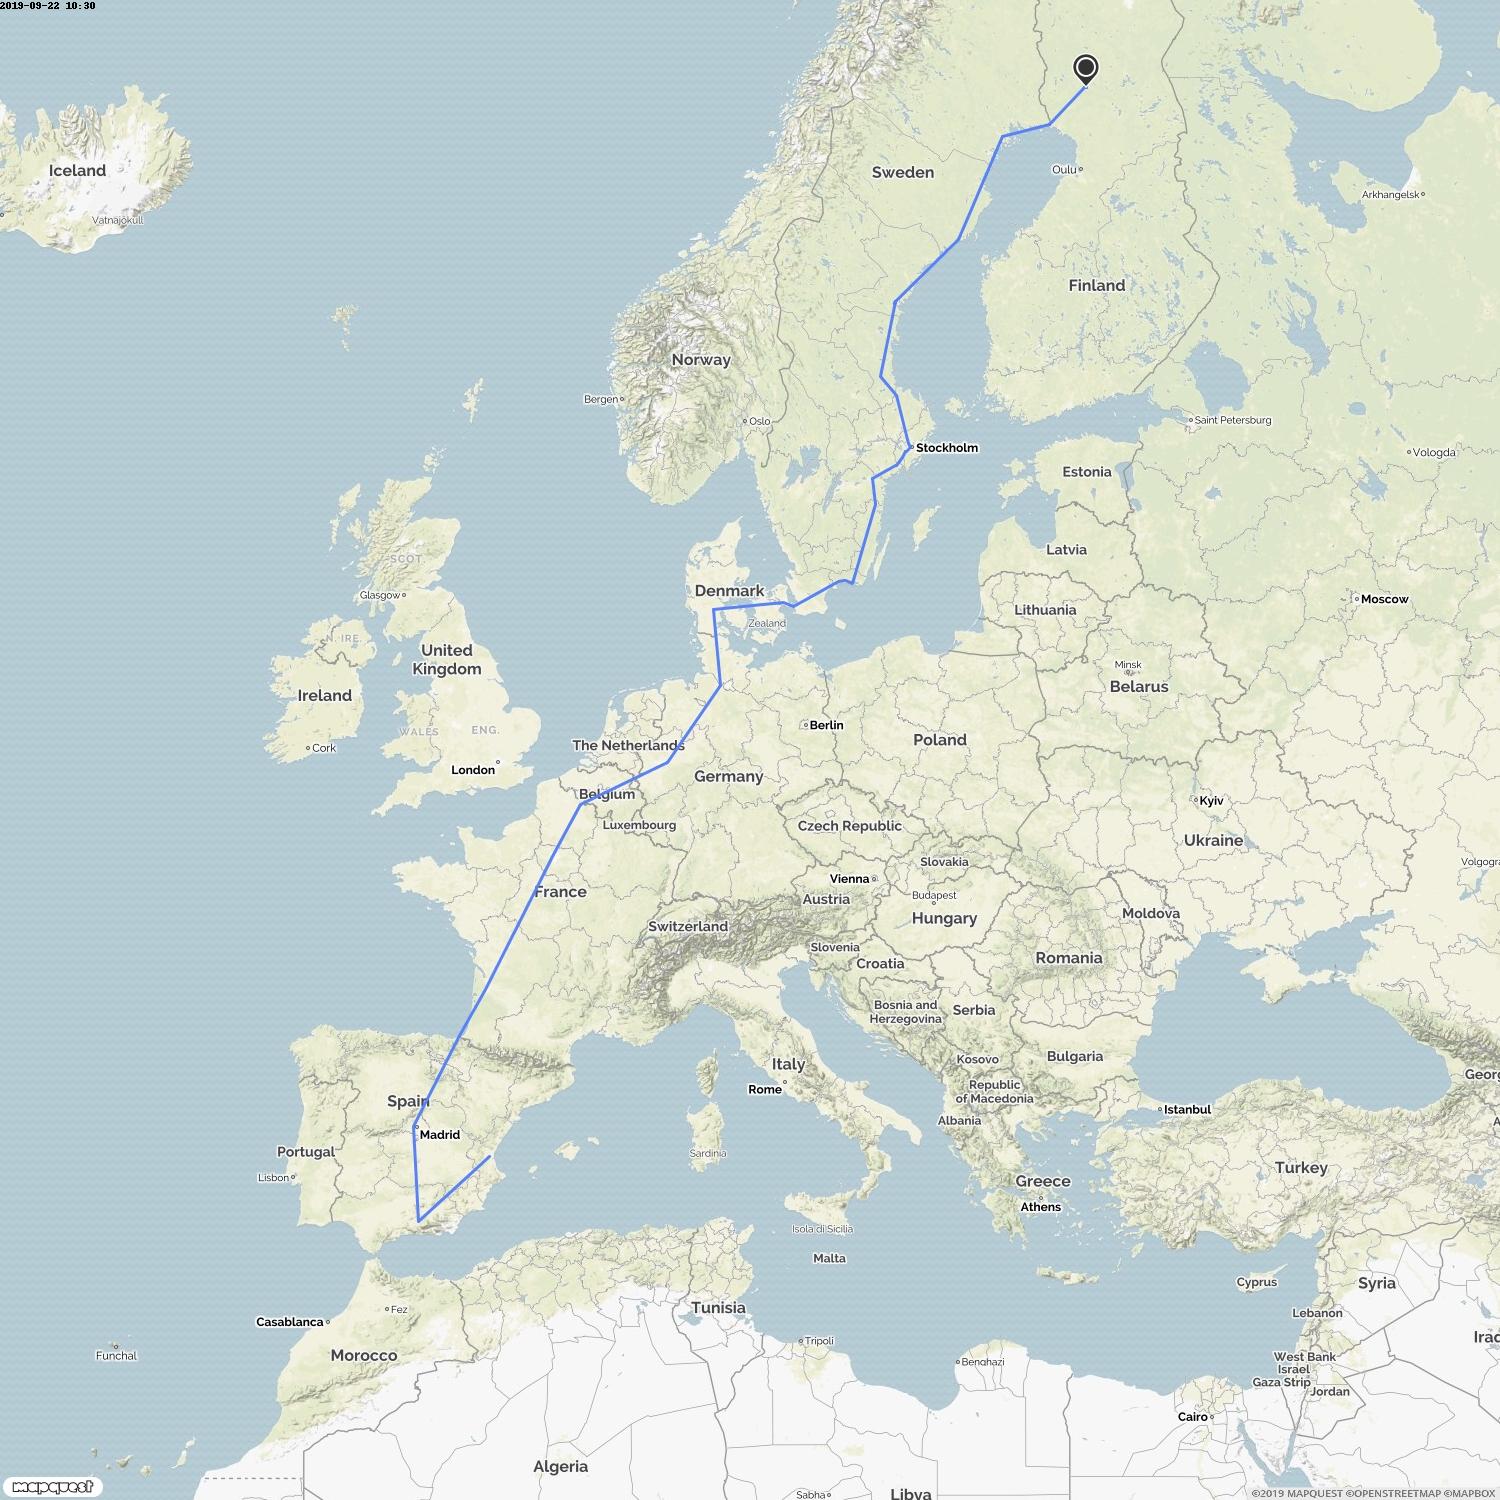 2019-09-22 10:30
Iceland
Vatnajökull
Sweden
Oulu
Arkhangelsk
Finland
Norway
Bergen
Oslo
Saint Petersburg
Stockholm
Vologda
Estonia
SCOT
Latvia
Denmark
Glasgow
Moscow
Lithuania
Zealand
N. IRE.
United
Kingdom
Minsk
Belarus
Ireland
WALES
ENG.
Berlin
Cork
The Netherlands
Poland
London
Germany
Belgium
Kyiv
Luxembourg
Czech Republic
Ukraine
Slovakia
Volgogr
Vienna
France
Austria
Budapest
Hungary
Moldova
Switzerland
Slovenia
Croatia
Romania
Bosnia and
Herzegovina
Serbia
Kosovo
Bulgaria
Italy
Georg
Rome
Republic
of Macedonia
Spain
Albania
Istanbul
Madrid
A
Portugal
Sardinia
Lisbon
Greece
Turkey
Athens
Isola di Sicilia
Malta
Cyprus
Syria
Fez
Tunisia
Lebanon
Casablanca
Tripoli
Iraq
Funchal
Morocco
Benghazi
West Bank
Israel
Gaza Strip
Jordan
Cairo
Algeria
mapquest
Sabha
Libya
©2019 MAPQUEST ©OPENSTREETMAP ©MAPBOX